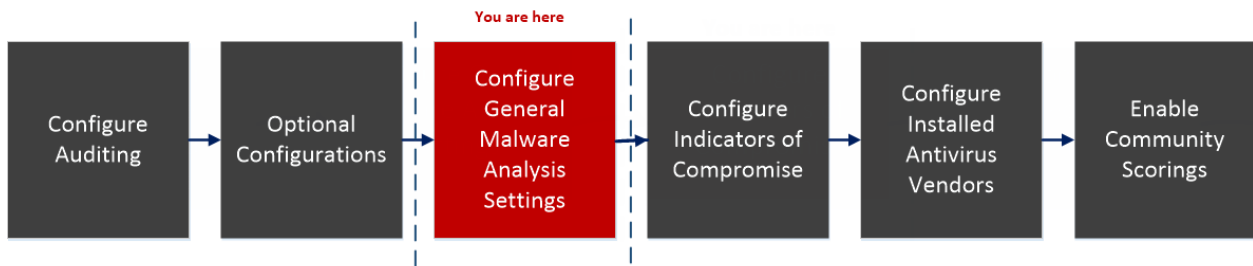 You are here
Configure
Auditing
Optional
Configurations
Configure
General
Malware
Analysis
Settings
Configure
Indicators of
Compromise
Configure
Installed
Antivirus
Vendors
Enable
Community
Scorings